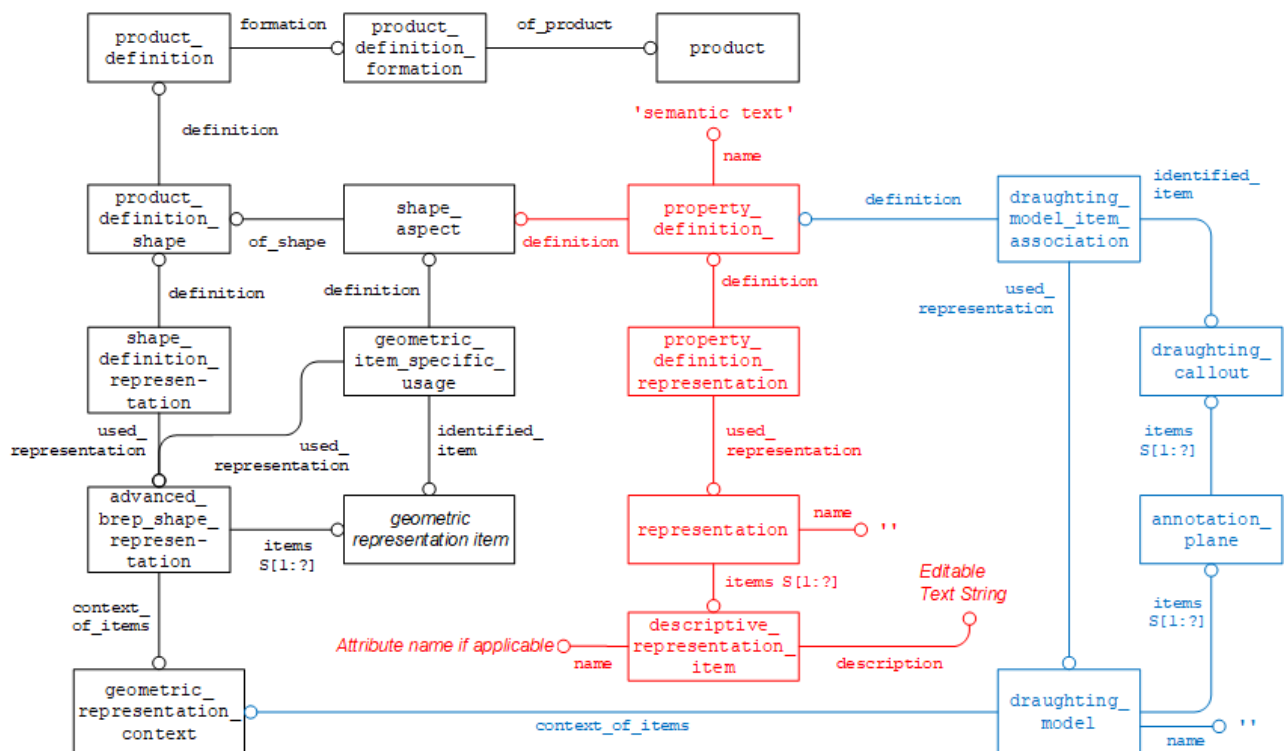 formation
of_product
product_
definition
product_
definition_
formation
product
definition
'semantic text'
name
product_
definition_
shape
of_shape
shape_
aspect
definition
property_
definition_
definition
draughting_
model_item_
association
identified_
item
definition
definition
definition
used_
representation
shape_
definition_
represen-
tation
geometric_
item_specific_
usage
property_
definition_
representation
draughting_
callout
used_
representation
used_
representation
identified_
item
used_
representation
items
S[1:?]
advanced_
brep_shape_
represen-
tation
items
S[1:?]
geometric
representation item
representation
name
''
annotation_
plane
context_
of_items
items S[1:?]
Editable
Text String
items
S[1:?]
Attribute name if applicable
name
descriptive_
representation_
item
description
geometric_
representation_
context
context_of_items
draughting_
model
name
''